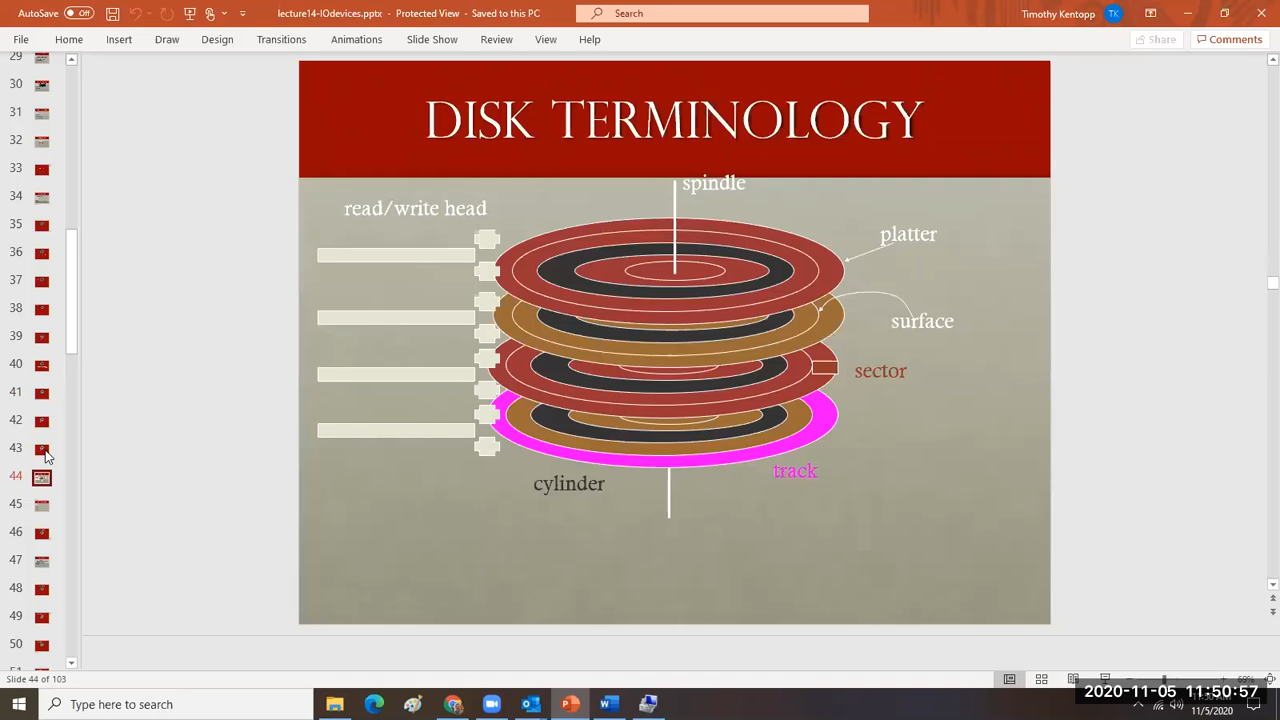 AutoSave Off
lecture14-IOdevices.pptx - Protected View - Saved to this PC
Search
Timothy Kentopp TK
File Home Insert Draw Design Transitions Animations Slide Show Review View Help
Share Comments
29
30
31
32
33
34
35
36
37
38
39
40
41
42
43
44
45
46
47
48
49
50
DISK TERMINOLOGY
spindle
read/write head
platter
surface
sector
track
cylinder
Slide 44 of 103
69%
Type here to search
2020-11-05 11:50:57
11/5/2020